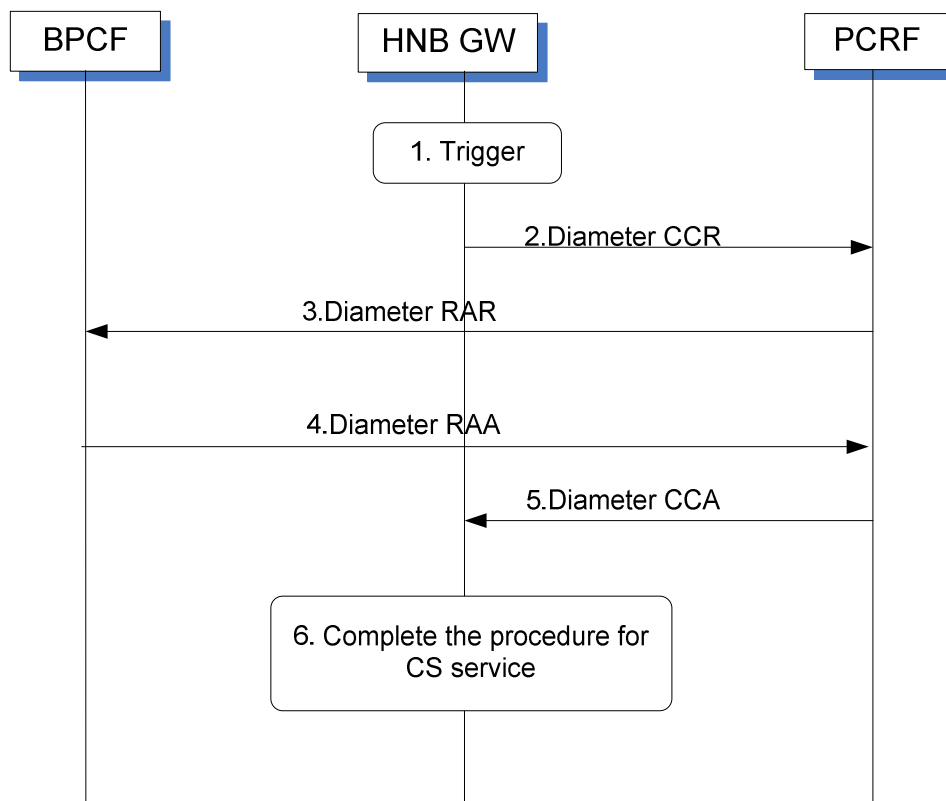 BPCF
HNB GW
PCRF
1. Trigger
2.Diameter CCR
3.Diameter RAR
4.Diameter RAA
5.Diameter CCA
6. Complete the procedure for
CS service